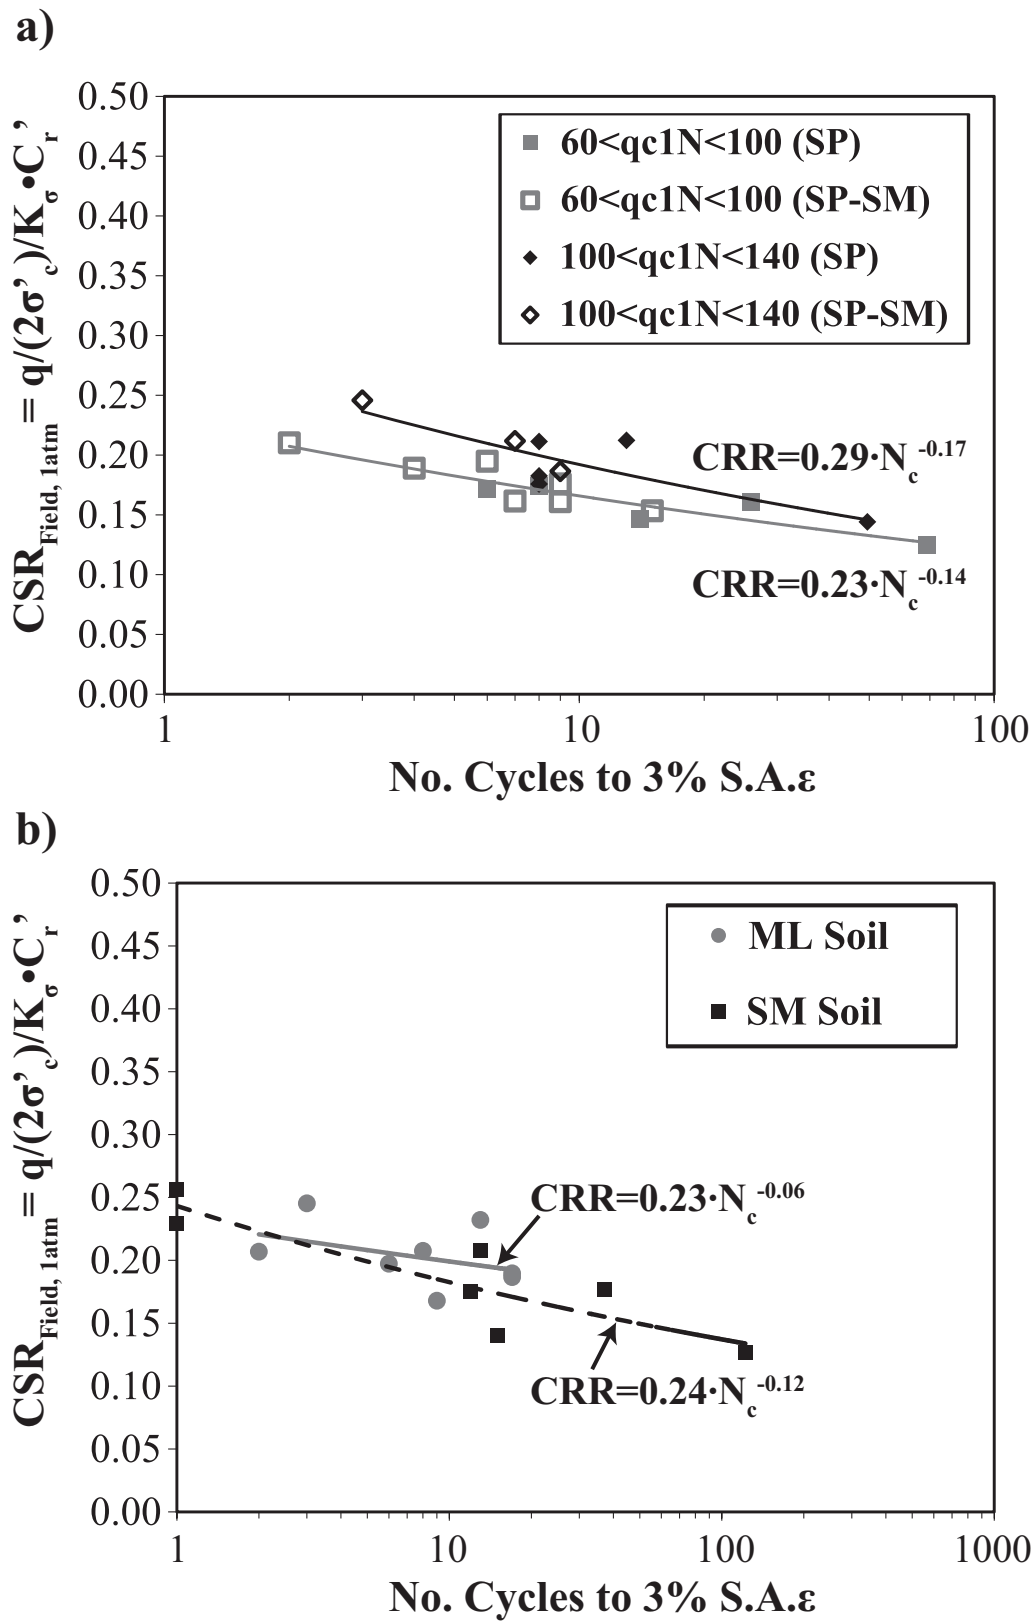 a)
CSR Field, 1atm = q/(2σ'c)/Kσ•Cr'
0.50
0.45
0.40
0.35
0.30
0.25
0.20
0.15
0.10
0.05
0.00
60<qc1N<100 (SP)
60<qc1N<100 (SP-SM)
100<qc1N<140 (SP)
100<qc1N<140 (SP-SM)
CRR=0.29·Nc-0.17
CRR=0.23·Nc-0.14
1 10 100
No. Cycles to 3% S.A.ε
b)
CSR Field, 1atm = q/(2σ'c)/Kσ•Cr'
0.50
0.45
0.40
0.35
0.30
0.25
0.20
0.15
0.10
0.05
0.00
ML Soil
SM Soil
CRR=0.23·Nc-0.06
CRR=0.24·Nc-0.12
1 10 100 1000
No. Cycles to 3% S.A.ε